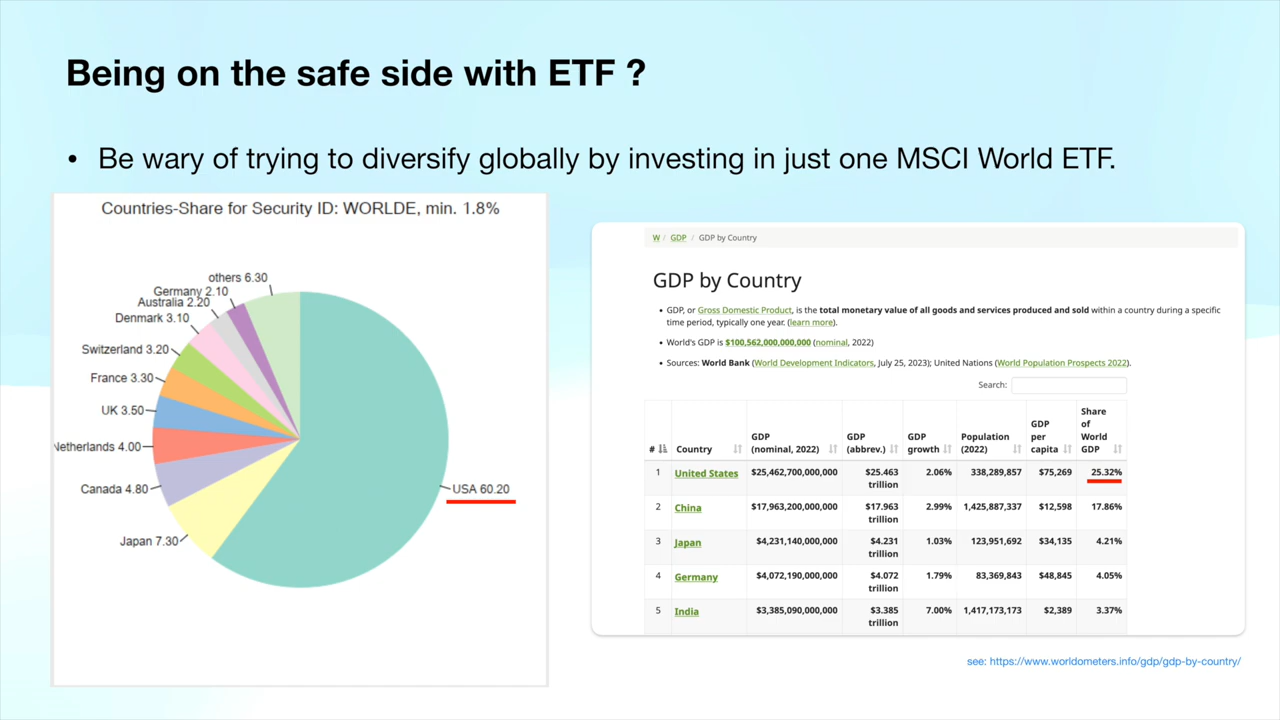 Being on the safe side with ETF ?
• Be wary of trying to diversify globally by investing in just one MSCI World ETF.
Countries-Share for Security ID: WORLDE, min. 1.8%
others 6.30
Germany 2.10
Australia 2.20
Denmark 3.10
Switzerland 3.20
France 3.30
UK 3.50
Netherlands 4.00
Canada 4.80
Japan 7.30
USA 60.20
W / GDP / GDP by Country
GDP by Country
• GDP, or Gross Domestic Product, is the total monetary value of all goods and services produced and sold within a country during a specific
time period, typically one year. (learn more).
• World's GDP is $100,562,000,000,000 (nominal, 2022)
• Sources: World Bank (World Development Indicators, July 25, 2023); United Nations (World Population Prospects 2022).
Search:
# Country GDP (nominal, 2022) GDP (abbrev.) GDP growth Population (2022) GDP per capita Share of World GDP
1 United States $25,462,700,000,000 $25.463 trillion 2.06% 338,289,857 $75,269 25.32%
2 China $17,963,200,000,000 $17.963 trillion 2.99% 1,425,887,337 $12,598 17.86%
3 Japan $4,231,140,000,000 $4.231 trillion 1.03% 123,951,692 $34,135 4.21%
4 Germany $4,072,190,000,000 $4.072 trillion 1.79% 83,369,843 $48,845 4.05%
5 India $3,385,090,000,000 $3.385 trillion 7.00% 1,417,173,173 $2,389 3.37%
see: https://www.worldometers.info/gdp/gdp-by-country/